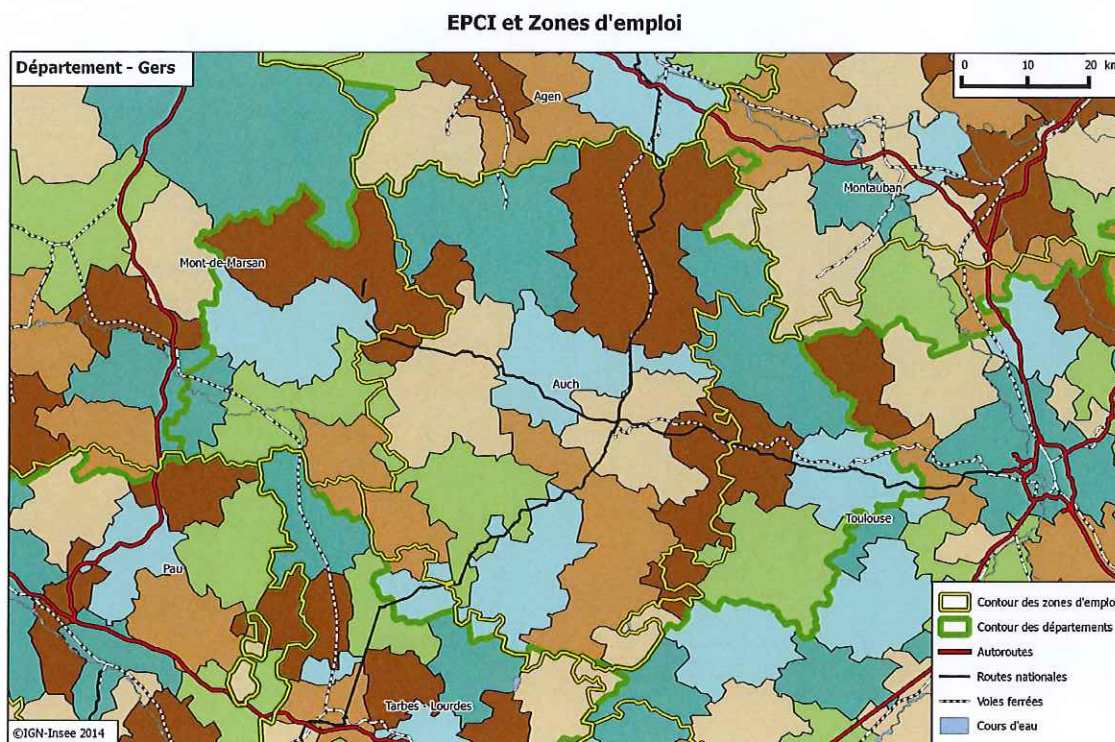 EPCI et Zones d'emploi
Département - Gers
0 10 20 km
Agen
Montauban
Mont-de-Marsan
Auch
Toulouse
Pau
Tarbes - Lourdes
Contour des zones d'emploi
Contour des départements
Autoroutes
Routes nationales
Voies ferrées
Cours d'eau
©IGN-Insee 2014